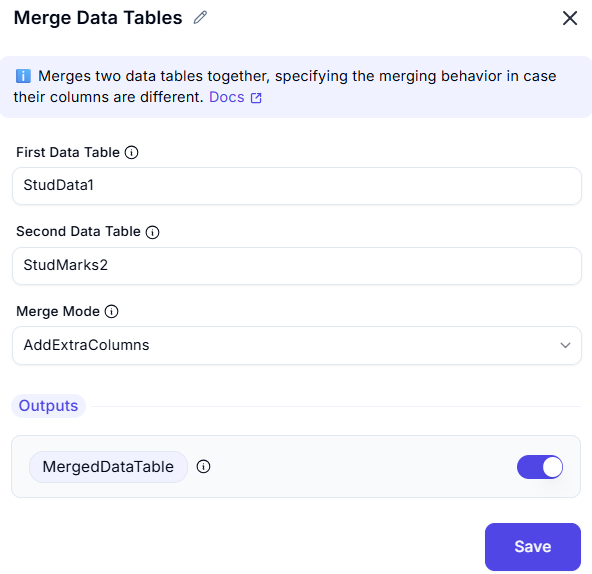 Merge Data Tables
Merges two data tables together, specifying the merging behavior in case
their columns are different. Docs
First Data Table
StudData1
Second Data Table
StudMarks2
Merge Mode
AddExtraColumns
Outputs
MergedDataTable
Save